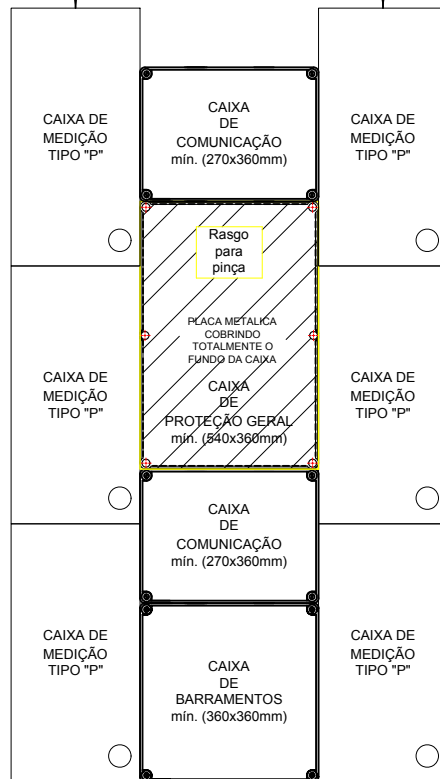 CAIXA DE
MEDIÇÃO
TIPO "P"
CAIXA
DE
COMUNICAÇÃO
mín. (270x360mm)
CAIXA DE
MEDIÇÃO
TIPO "P"
Rasgo
para
pinça
PLACA METALICA
COBRINDO
TOTALMENTE O
FUNDO DA CAIXA
CAIXA DE
MEDIÇÃO
TIPO "P"
CAIXA
DE
PROTEÇÃO GERAL
mín. (540x360mm)
CAIXA DE
MEDIÇÃO
TIPO "P"
CAIXA
DE
COMUNICAÇÃO
mín. (270x360mm)
CAIXA DE
MEDIÇÃO
TIPO "P"
CAIXA
DE
BARRAMENTOS
mín. (360x360mm)
CAIXA DE
MEDIÇÃO
TIPO "P"